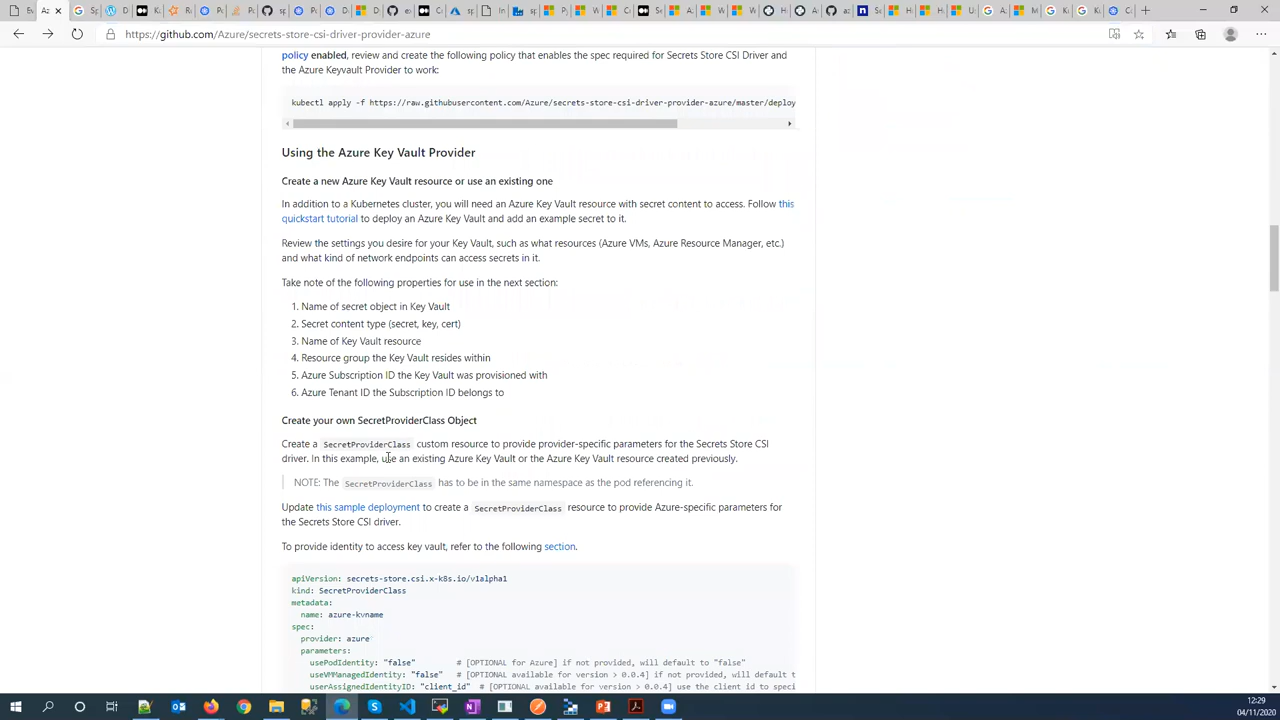 https://github.com/Azure/secrets-store-csi-driver-provider-azure
policy enabled, review and create the following policy that enables the spec required for Secrets Store CSI Driver and
the Azure Keyvault Provider to work:
kubectl apply -f https://raw.githubusercontent.com/Azure/secrets-store-csi-driver-provider-azure/master/deploy
Using the Azure Key Vault Provider
Create a new Azure Key Vault resource or use an existing one
In addition to a Kubernetes cluster, you will need an Azure Key Vault resource with secret content to access. Follow this
quickstart tutorial to deploy an Azure Key Vault and add an example secret to it.
Review the settings you desire for your Key Vault, such as what resources (Azure VMs, Azure Resource Manager, etc.)
and what kind of network endpoints can access secrets in it.
Take note of the following properties for use in the next section:
1. Name of secret object in Key Vault
2. Secret content type (secret, key, cert)
3. Name of Key Vault resource
4. Resource group the Key Vault resides within
5. Azure Subscription ID the Key Vault was provisioned with
6. Azure Tenant ID the Subscription ID belongs to
Create your own SecretProviderClass Object
Create a SecretProviderClass custom resource to provide provider-specific parameters for the Secrets Store CSI
driver. In this example, use an existing Azure Key Vault or the Azure Key Vault resource created previously.
NOTE: The SecretProviderClass has to be in the same namespace as the pod referencing it.
Update this sample deployment to create a SecretProviderClass resource to provide Azure-specific parameters for
the Secrets Store CSI driver.
To provide identity to access key vault, refer to the following section.
apiVersion: secrets-store.csi.x-k8s.io/v1alpha1
kind: SecretProviderClass
metadata:
name: azure-kvname
spec:
provider: azure
parameters:
usePodIdentity: "false" # [OPTIONAL for Azure] if not provided, will default to "false"
useVMManagedIdentity: "false" # [OPTIONAL available for version > 0.0.4] if not provided, will default t
userAssignedIdentityID: "client_id" # [OPTIONAL available for version > 0.0.4] use the client id to speci
12:29
04/11/2020